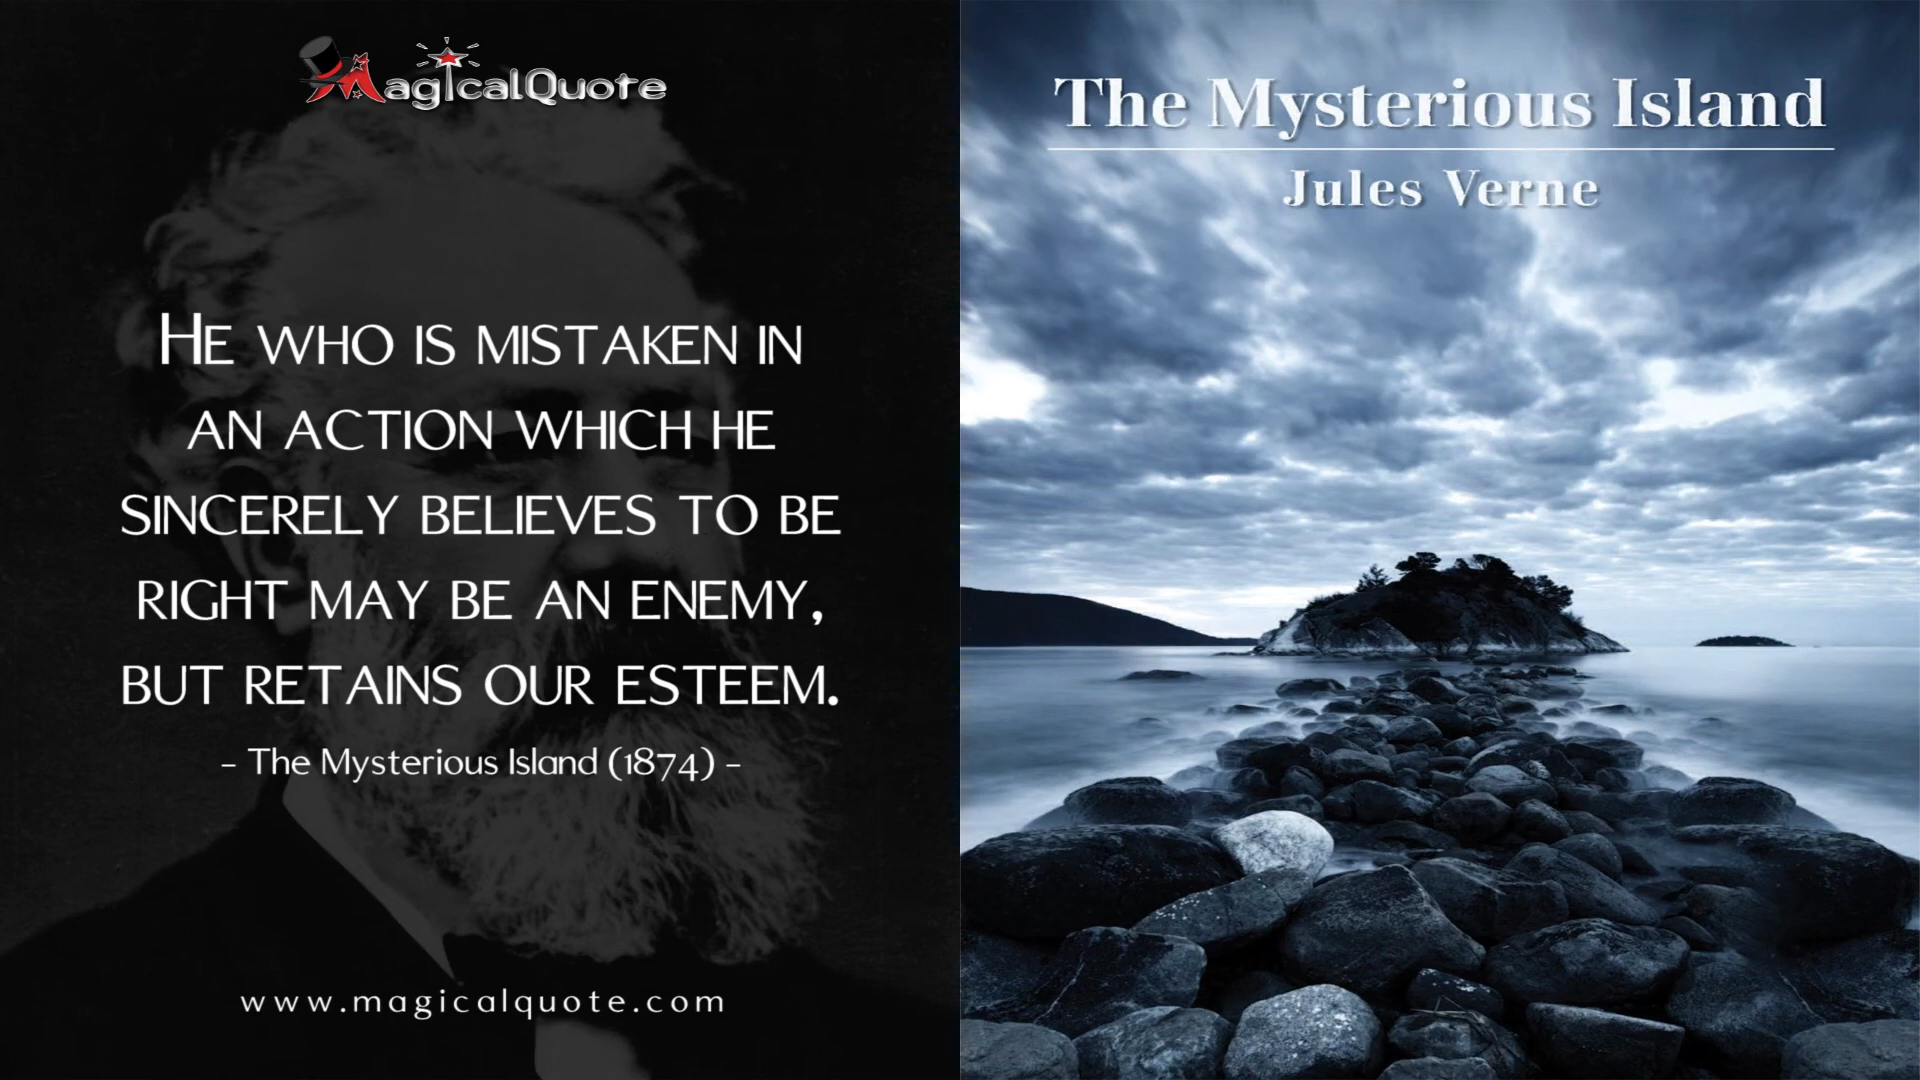 MagicalQuote
He who is mistaken in
an action which he
sincerely believes to be
right may be an enemy,
but retains our esteem.
- The Mysterious Island (1874) -
www.magicalquote.com
The Mysterious Island
Jules Verne